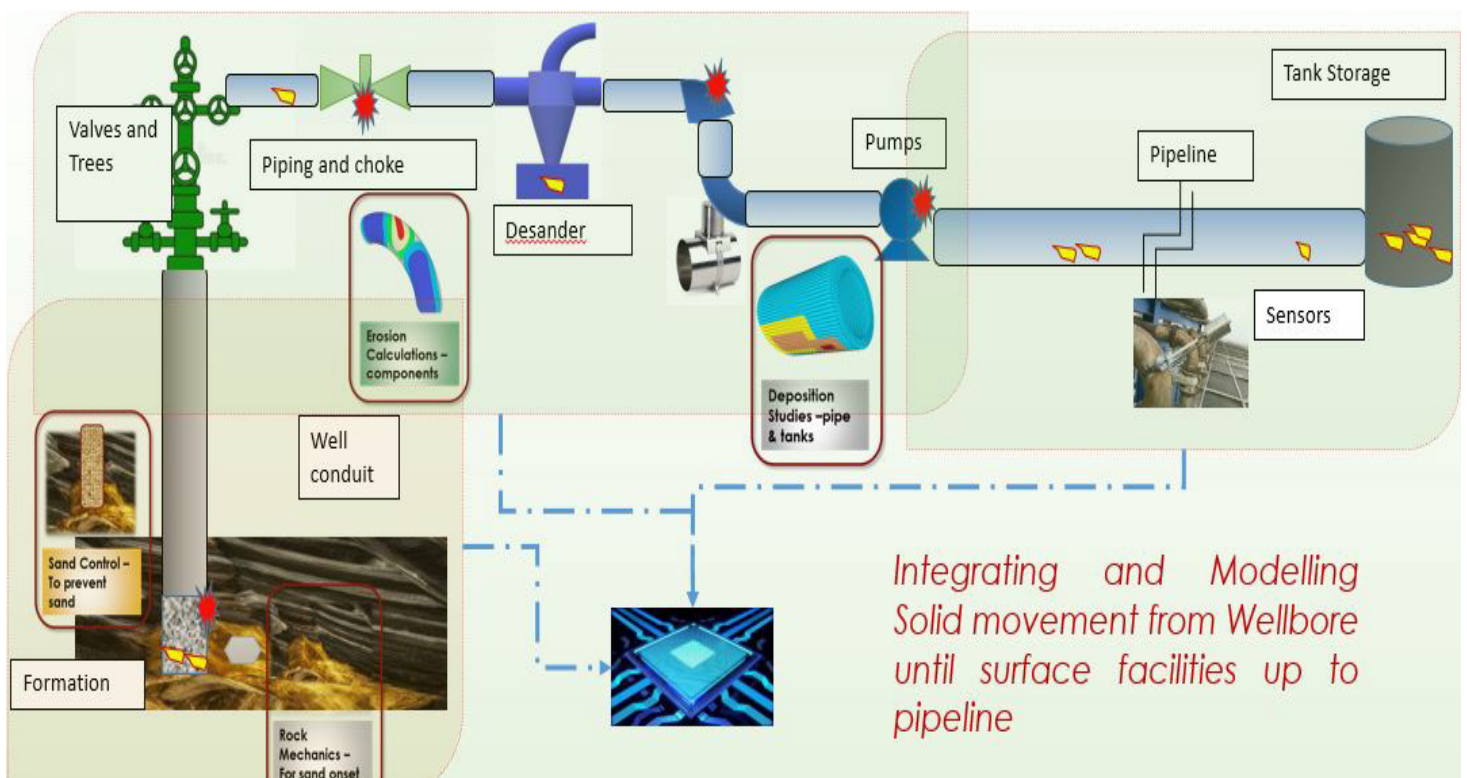 Tank Storage
Valves and
Trees
Piping and choke
Pumps
Pipeline
Desander
Sensors
Erosion
Calculations –
components
Deposition
Studies –pipe
& tanks
Well
conduit
Sand Control –
To prevent
sand
Formation
Rock
Mechanics –
For sand onset
Integrating and Modelling
Solid movement from Wellbore
until surface facilities up to
pipeline